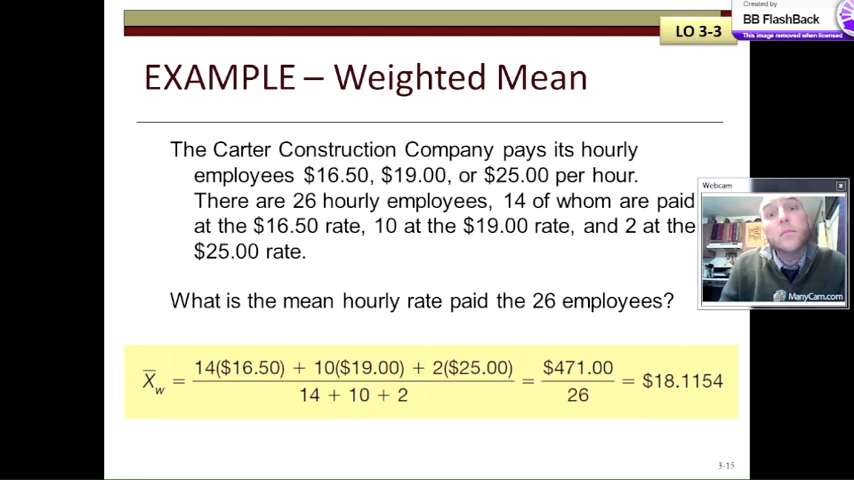 Created by
BB FlashBack
This image removed when licensed
LO 3-3
EXAMPLE – Weighted Mean
The Carter Construction Company pays its hourly
employees $16.50, $19.00, or $25.00 per hour.
There are 26 hourly employees, 14 of whom are paid
at the $16.50 rate, 10 at the $19.00 rate, and 2 at the
$25.00 rate.
Webcam
ManyCam.com
What is the mean hourly rate paid the 26 employees?
X̄w = 14($16.50) + 10($19.00) + 2($25.00) / 14 + 10 + 2 = $471.00 / 26 = $18.1154
3-15